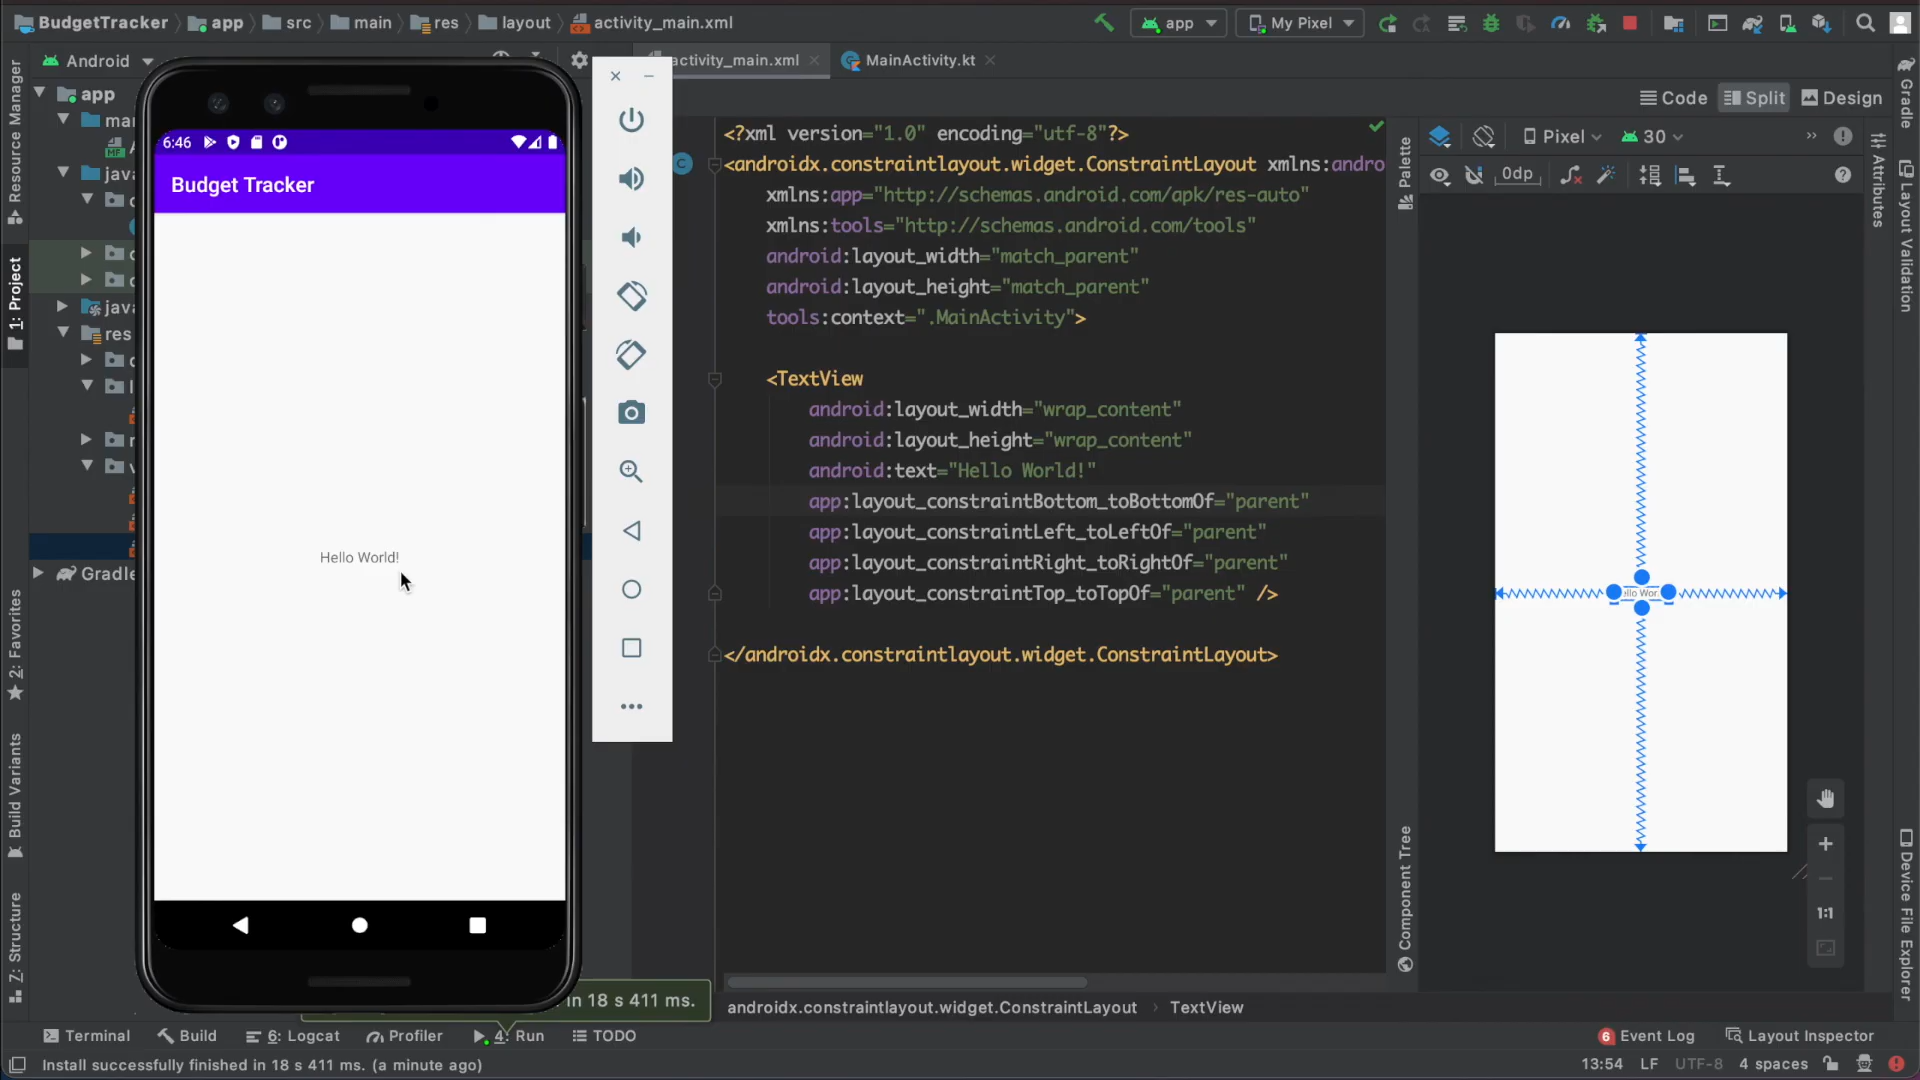 BudgetTracker app src main res layout activity_main.xml
app My Pixel
Android
activity_main.xml MainActivity.kt
Code Split Design
app
java
res
6:46
Budget Tracker
Hello World!
<?xml version="1.0" encoding="utf-8"?>
<androidx.constraintlayout.widget.ConstraintLayout xmlns:andro
xmlns:app="http://schemas.android.com/apk/res-auto"
xmlns:tools="http://schemas.android.com/tools"
android:layout_width="match_parent"
android:layout_height="match_parent"
tools:context=".MainActivity">
<TextView
android:layout_width="wrap_content"
android:layout_height="wrap_content"
android:text="Hello World!"
app:layout_constraintBottom_toBottomOf="parent"
app:layout_constraintLeft_toLeftOf="parent"
app:layout_constraintRight_toRightOf="parent"
app:layout_constraintTop_toTopOf="parent" />
</androidx.constraintlayout.widget.ConstraintLayout>
Pixel 30
0dp
1:1
Resource Manager
1: Project
2: Favorites
Build Variants
Z: Structure
Palette
Component Tree
Attributes
Gradle
Layout Validation
Device File Explorer
in 18 s 411 ms.
androidx.constraintlayout.widget.ConstraintLayout > TextView
Terminal Build 6: Logcat Profiler 4: Run TODO
6 Event Log Layout Inspector
Install successfully finished in 18 s 411 ms. (a minute ago)
13:54 LF UTF-8 4 spaces